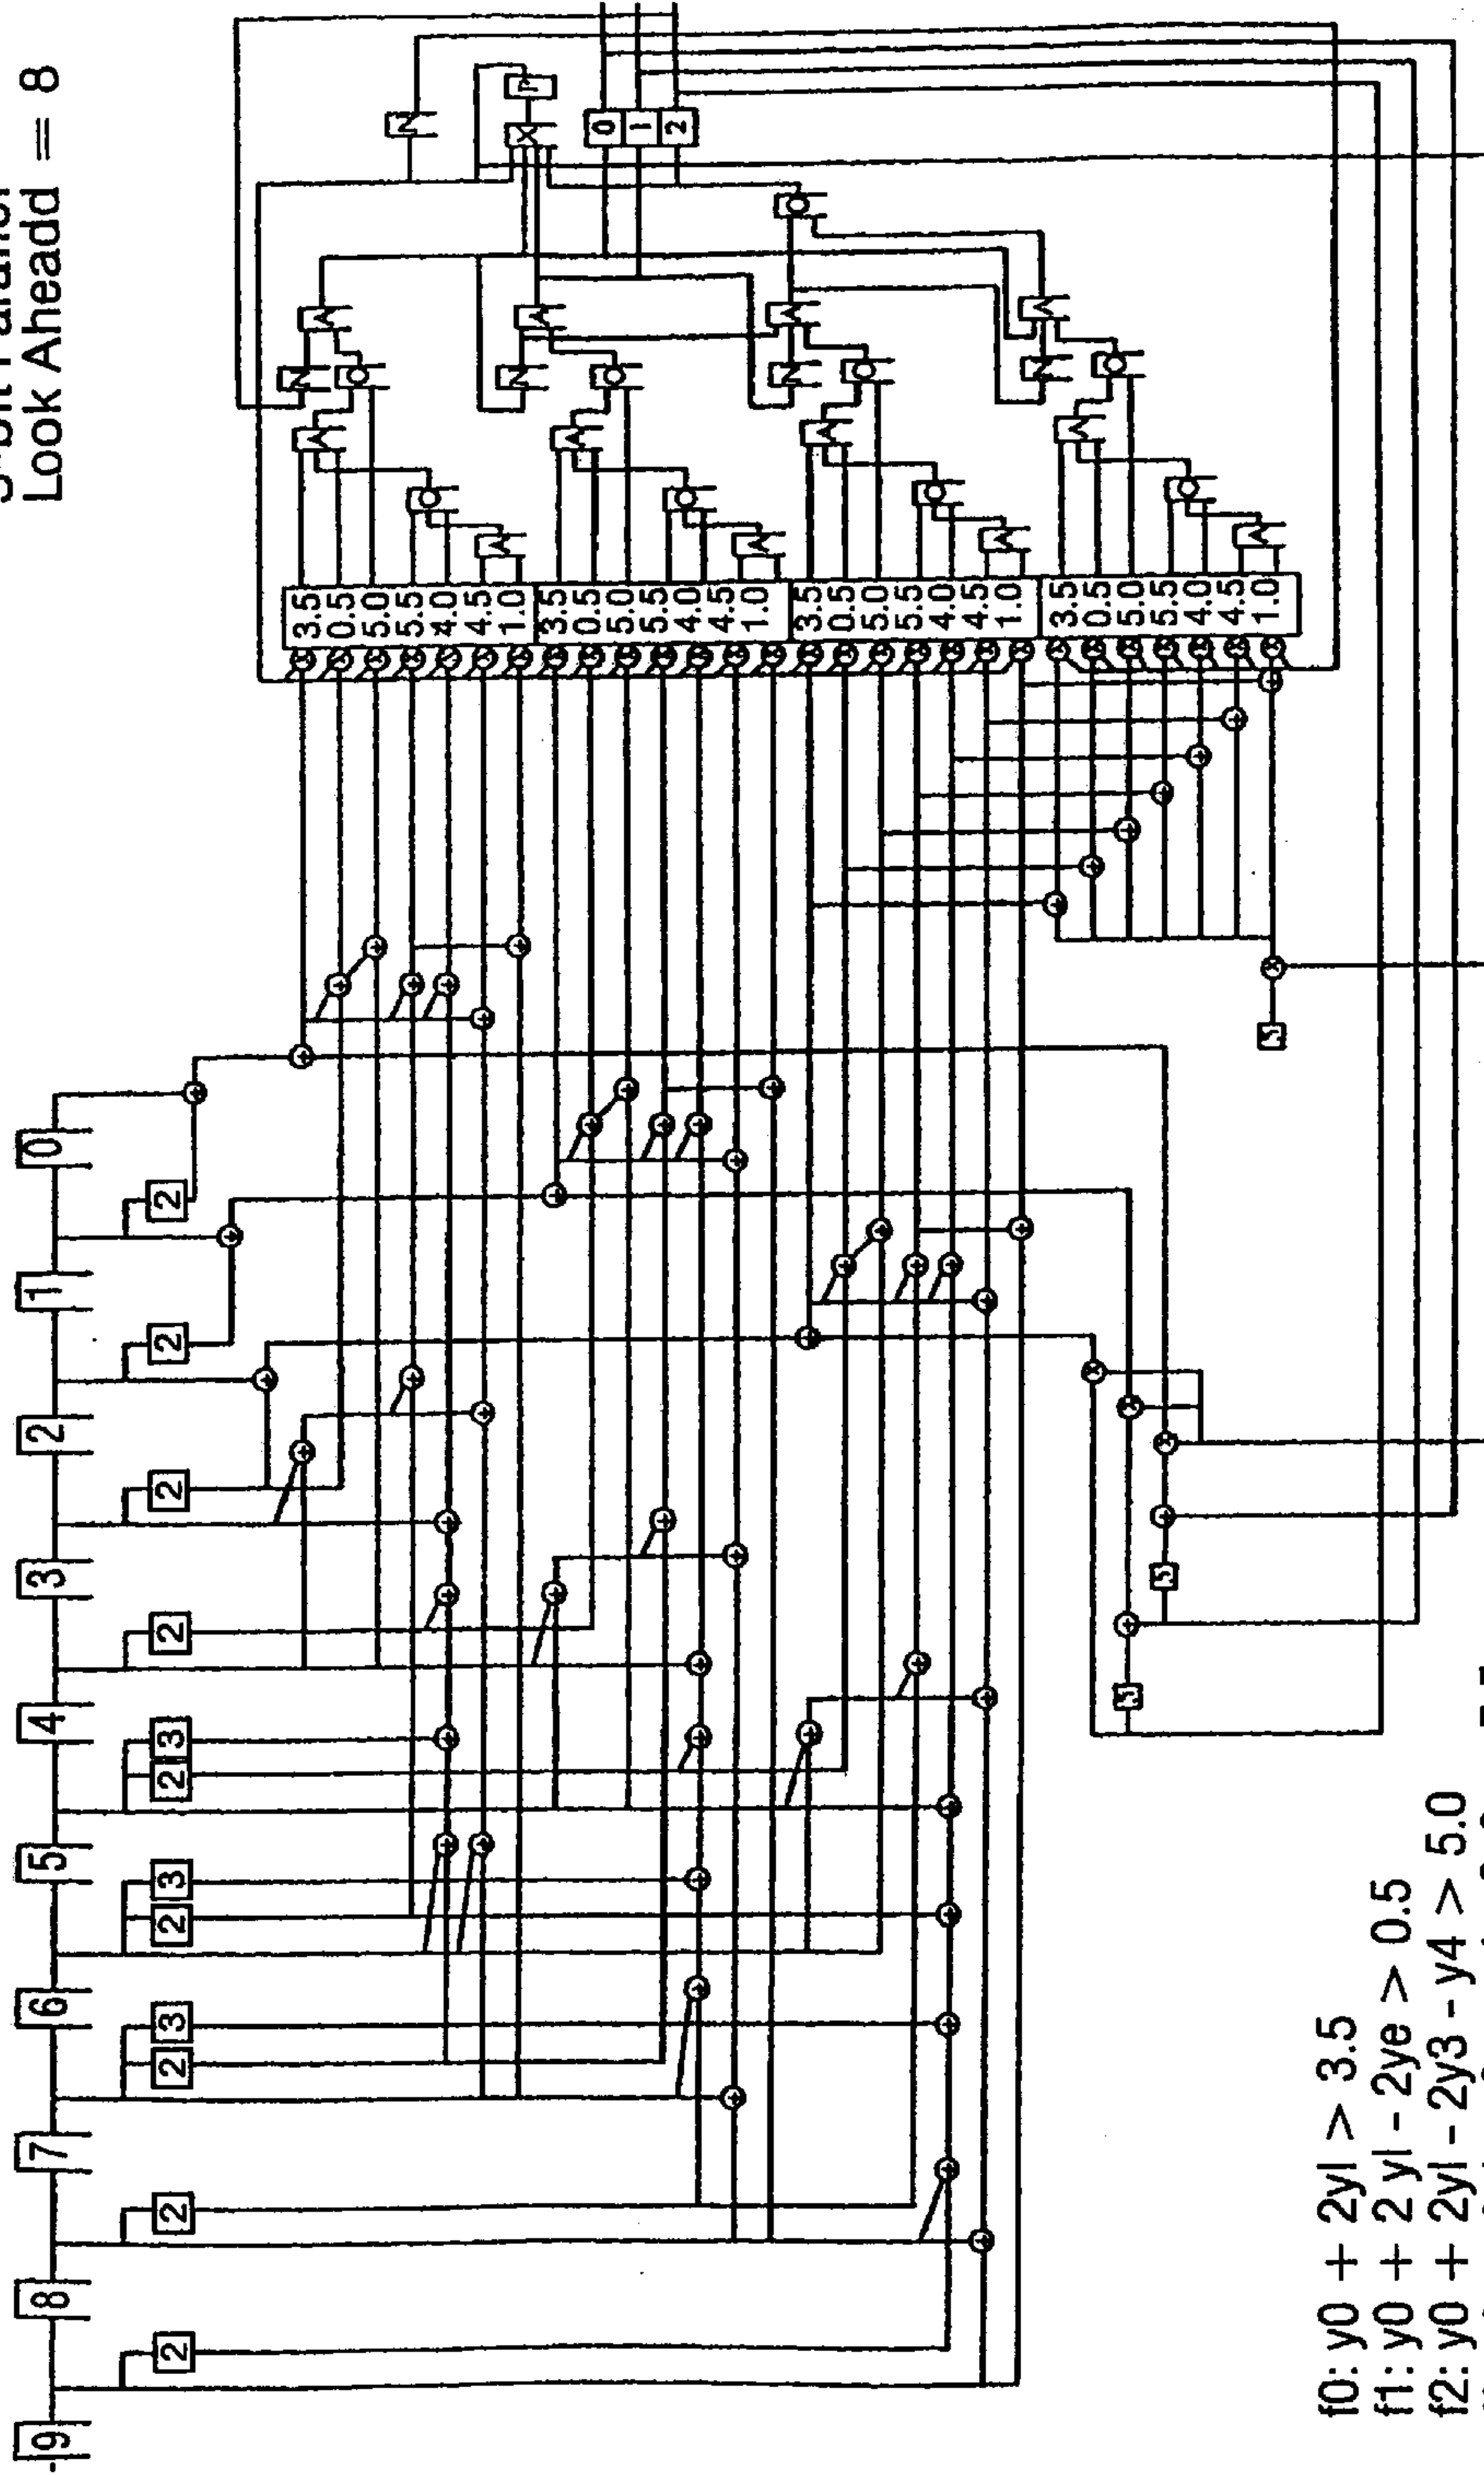 Look Aheadd = 8
9 8 7 6 5 4 3 2 1 0
2 2 2 3 2 3 2 3 2 2 2 2
3.5 A N A
0.5 O
5.0
5.5 O
4.0
4.5 A
1.0
N
X
3.5 A N A
0.5 O
5.0
5.5 O
4.0
4.5 A
1.0
0
1
2
3.5 A N A O
0.5 O
5.0
5.5 O
4.0
4.5 A
1.0
3.5 A N A
0.5 O
5.0
5.5 O
4.0
4.5 A
1.0
f0: y0 + 2yl > 3.5
f1: y0 + 2 yl - 2ye > 0.5
f2: y0 + 2yl - 2y3 - y4 > 5.0